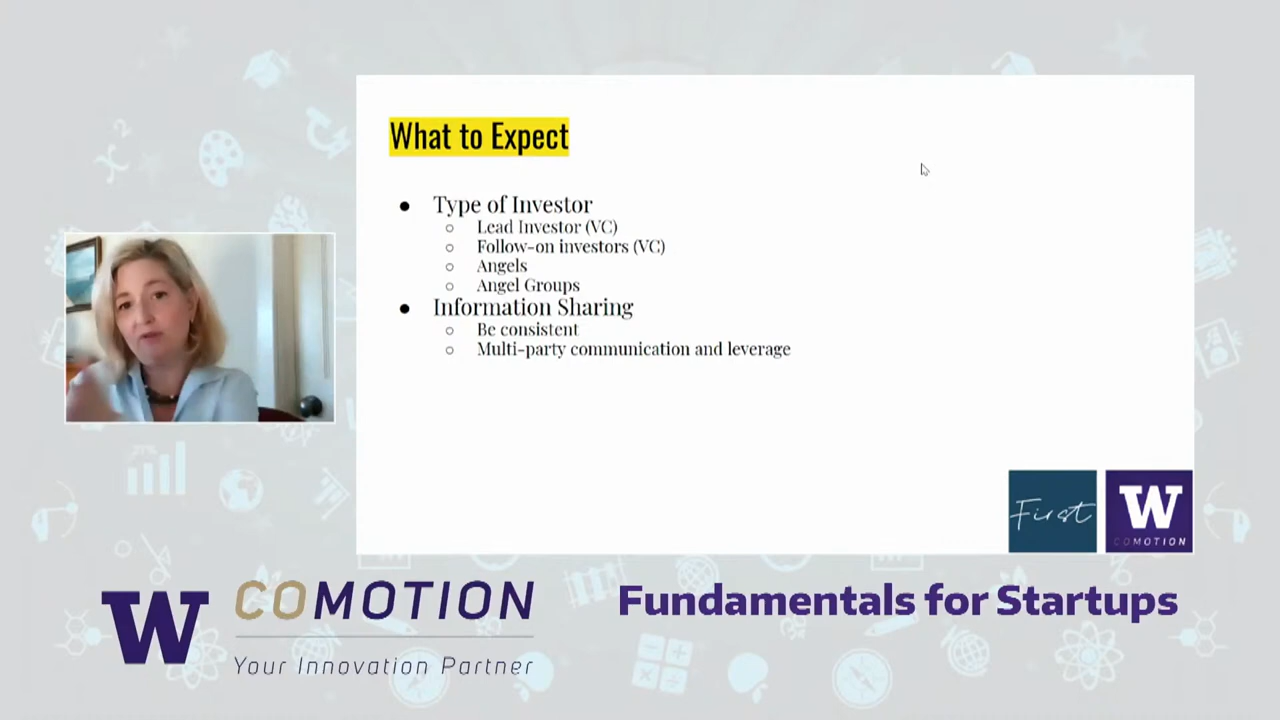 What to Expect
● Type of Investor
○ Lead Investor (VC)
○ Follow-on investors (VC)
○ Angels
○ Angel Groups
● Information Sharing
○ Be consistent
○ Multi-party communication and leverage
First
W
COMOTION
W
COMOTION
Your Innovation Partner
Fundamentals for Startups